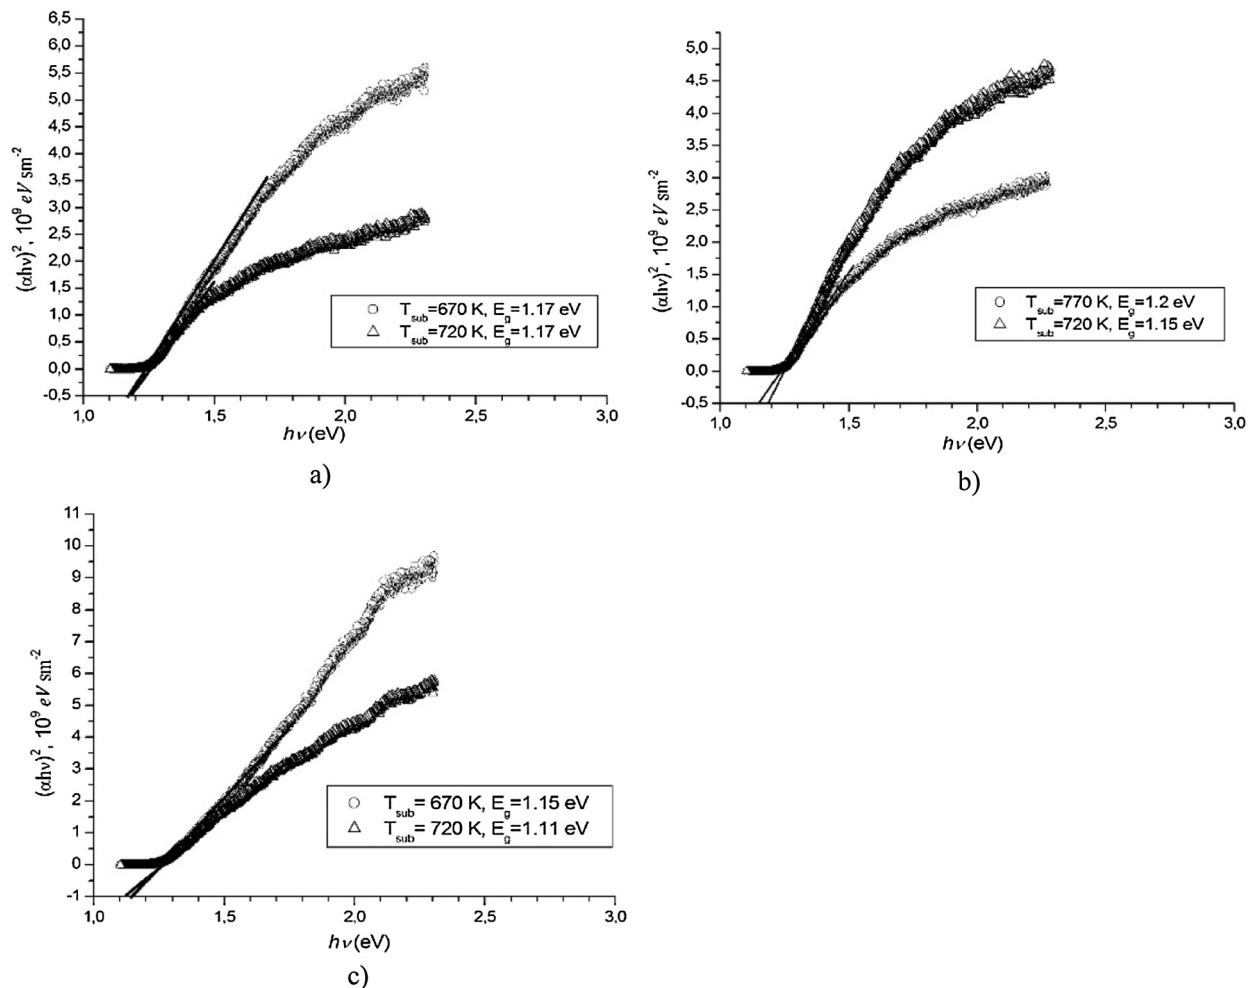 6,5
6,0
5,5
5,0
4,5
4,0
3,5
3,0
2,5
2,0
1,5
1,0
0,5
0,0
-0,5
(αhν)², 10⁹ eV sm⁻²
T_sub=670 K, E_g=1.17 eV
T_sub=720 K, E_g=1.17 eV
1,0 1,5 2,0 2,5 3,0
hν(eV)
a)
5,0
4,5
4,0
3,5
3,0
2,5
2,0
1,5
1,0
0,5
0,0
-0,5
(αhν)², 10⁹ eV sm⁻²
T_sub=770 K, E_g=1.2 eV
T_sub=720 K, E_g=1.15 eV
1,0 1,5 2,0 2,5 3,0
hν(eV)
b)
11
10
9
8
7
6
5
4
3
2
1
0
-1
(αhν)², 10⁹ eV sm⁻²
T_sub= 670 K, E_g=1.15 eV
T_sub= 720 K, E_g=1.11 eV
1,0 1,5 2,0 2,5 3,0
hν(eV)
c)